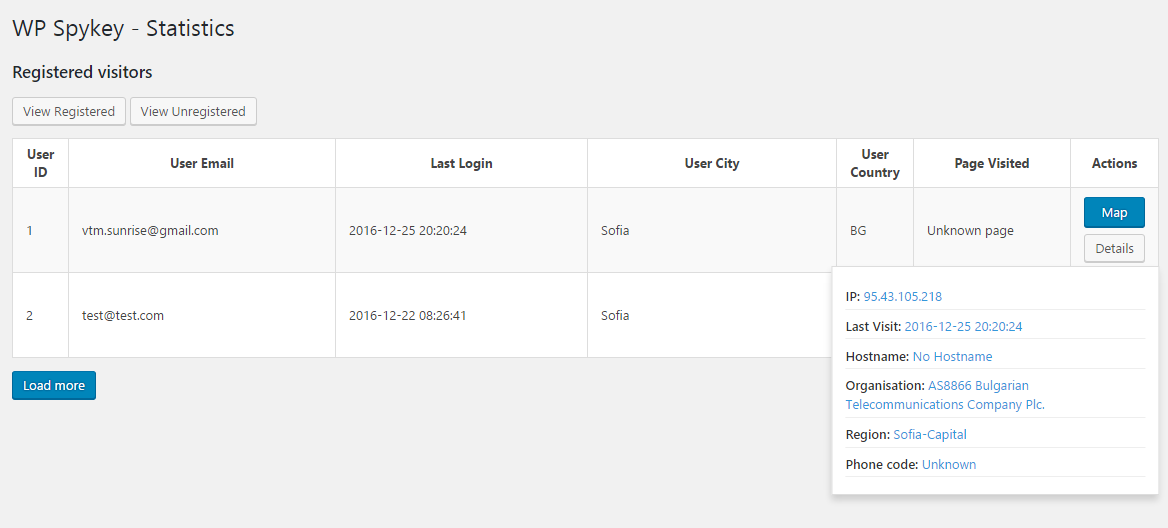 WP Spykey - Statistics
Registered visitors
View Registered View Unregistered
User ID User Email Last Login User City User Country Page Visited Actions
1 vtm.sunrise@gmail.com 2016-12-25 20:20:24 Sofia BG Unknown page Map
Details
2 test@test.com 2016-12-22 08:26:41 Sofia
IP: 95.43.105.218
Last Visit: 2016-12-25 20:20:24
Hostname: No Hostname
Organisation: AS8866 Bulgarian
Telecommunications Company Plc.
Region: Sofia-Capital
Phone code: Unknown
Load more